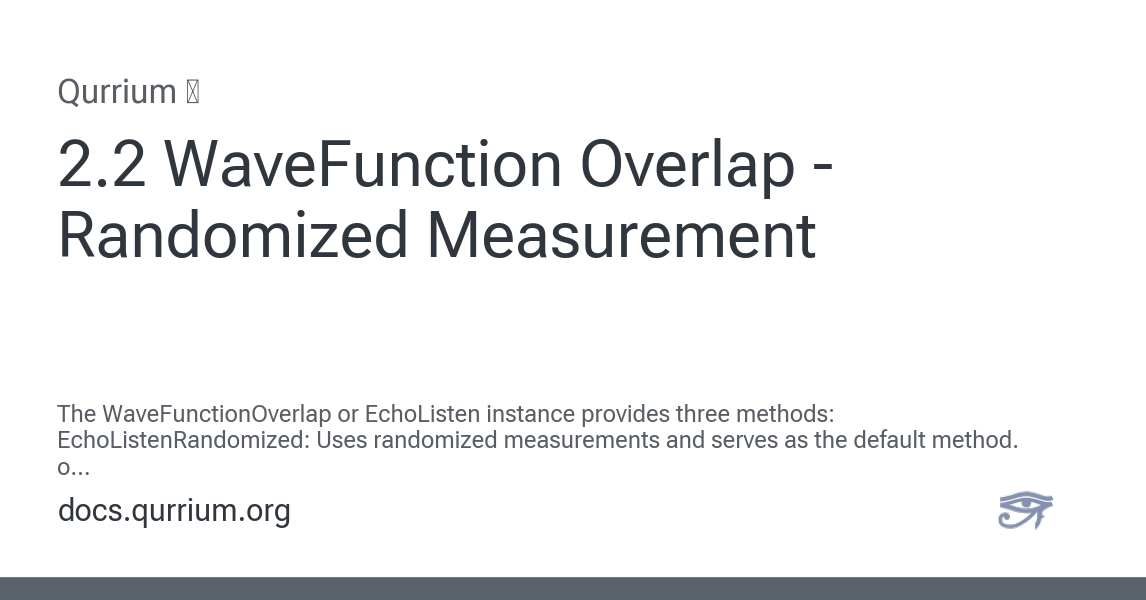 Qurrium
2.2 WaveFunction Overlap -
Randomized Measurement
The WaveFunctionOverlap or EchoListen instance provides three methods:
EchoListenRandomized: Uses randomized measurements and serves as the default method.
o...
docs.qurrium.org